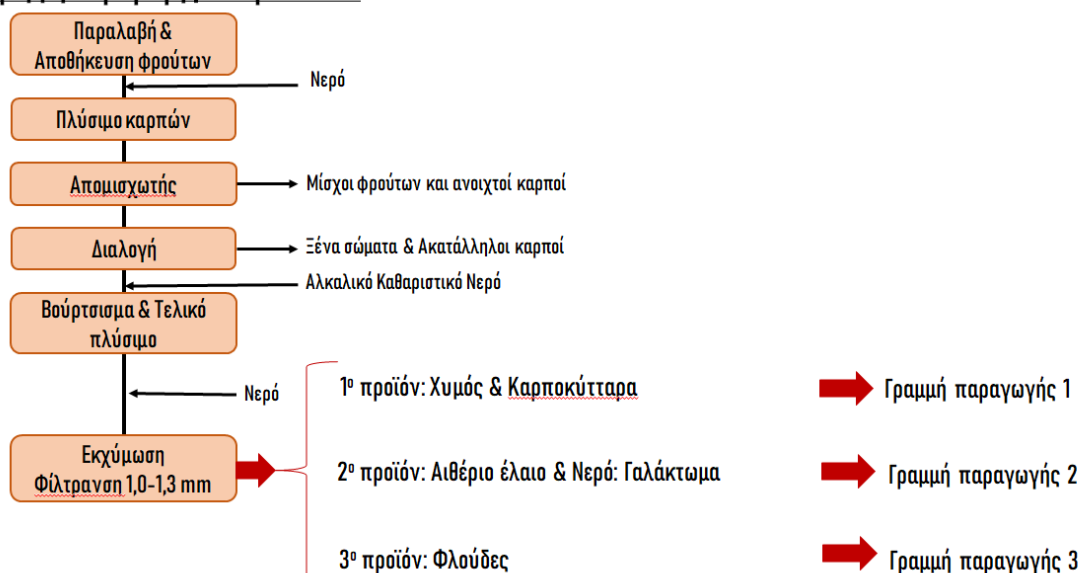 Παραλαβή &
Αποθήκευση φρούτων
Νερό
Πλύσιμο καρπών
Απομισχωτής
Μίσχοι φρούτων και ανοιχτοί καρποί
Διαλογή
Ξένα σώματα & Ακατάλληλοι καρποί
Αλκαλικό Καθαριστικό Νερό
Βούρτσισμα & Τελικό
πλύσιμο
Νερό
1ο προϊόν: Χυμός & Καρποκύτταρα
Γραμμή παραγωγής 1
Εκχύμωση
Φίλτρανση 1,0-1,3 mm
2ο προϊόν: Αιθέριο έλαιο & Νερό: Γαλάκτωμα
Γραμμή παραγωγής 2
3ο προϊόν: Φλούδες
Γραμμή παραγωγής 3